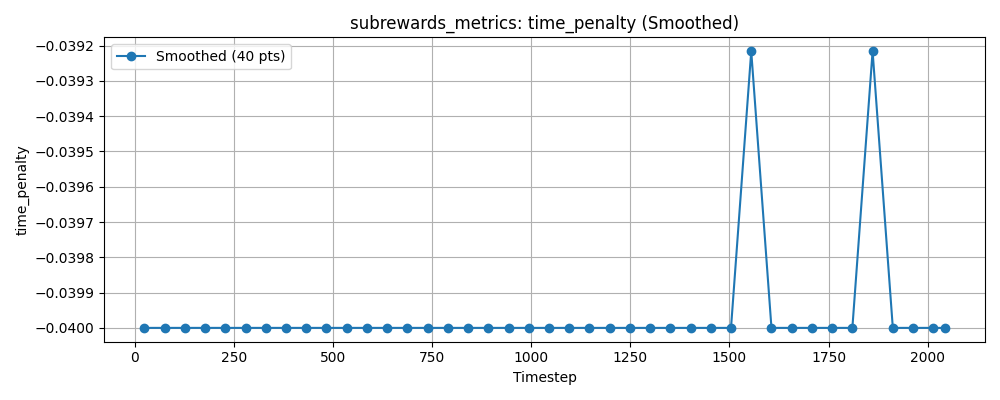 subrewards_metrics: time_penalty (Smoothed)
Smoothed (40 pts)
time_penalty
−0.0392
−0.0393
−0.0394
−0.0395
−0.0396
−0.0397
−0.0398
−0.0399
−0.0400
0 250 500 750 1000 1250 1500 1750 2000
Timestep